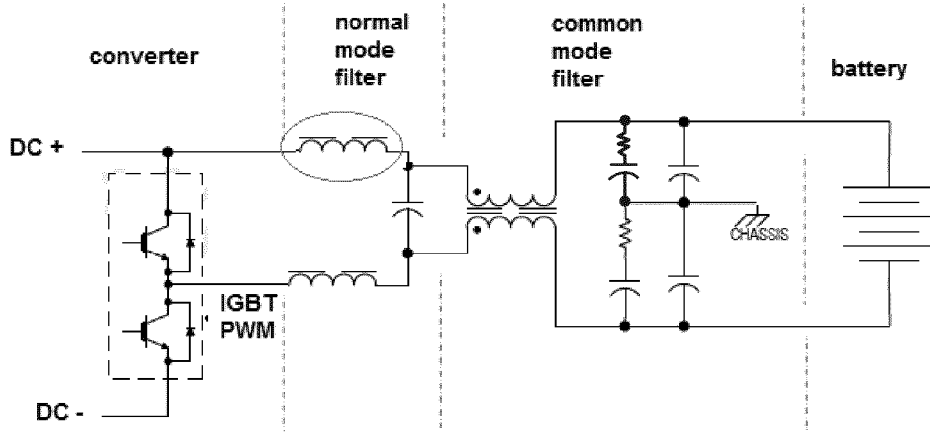 converter
normal
mode
filter
common
mode
filter
battery
DC +
CHASSIS
IGBT
PWM
DC -